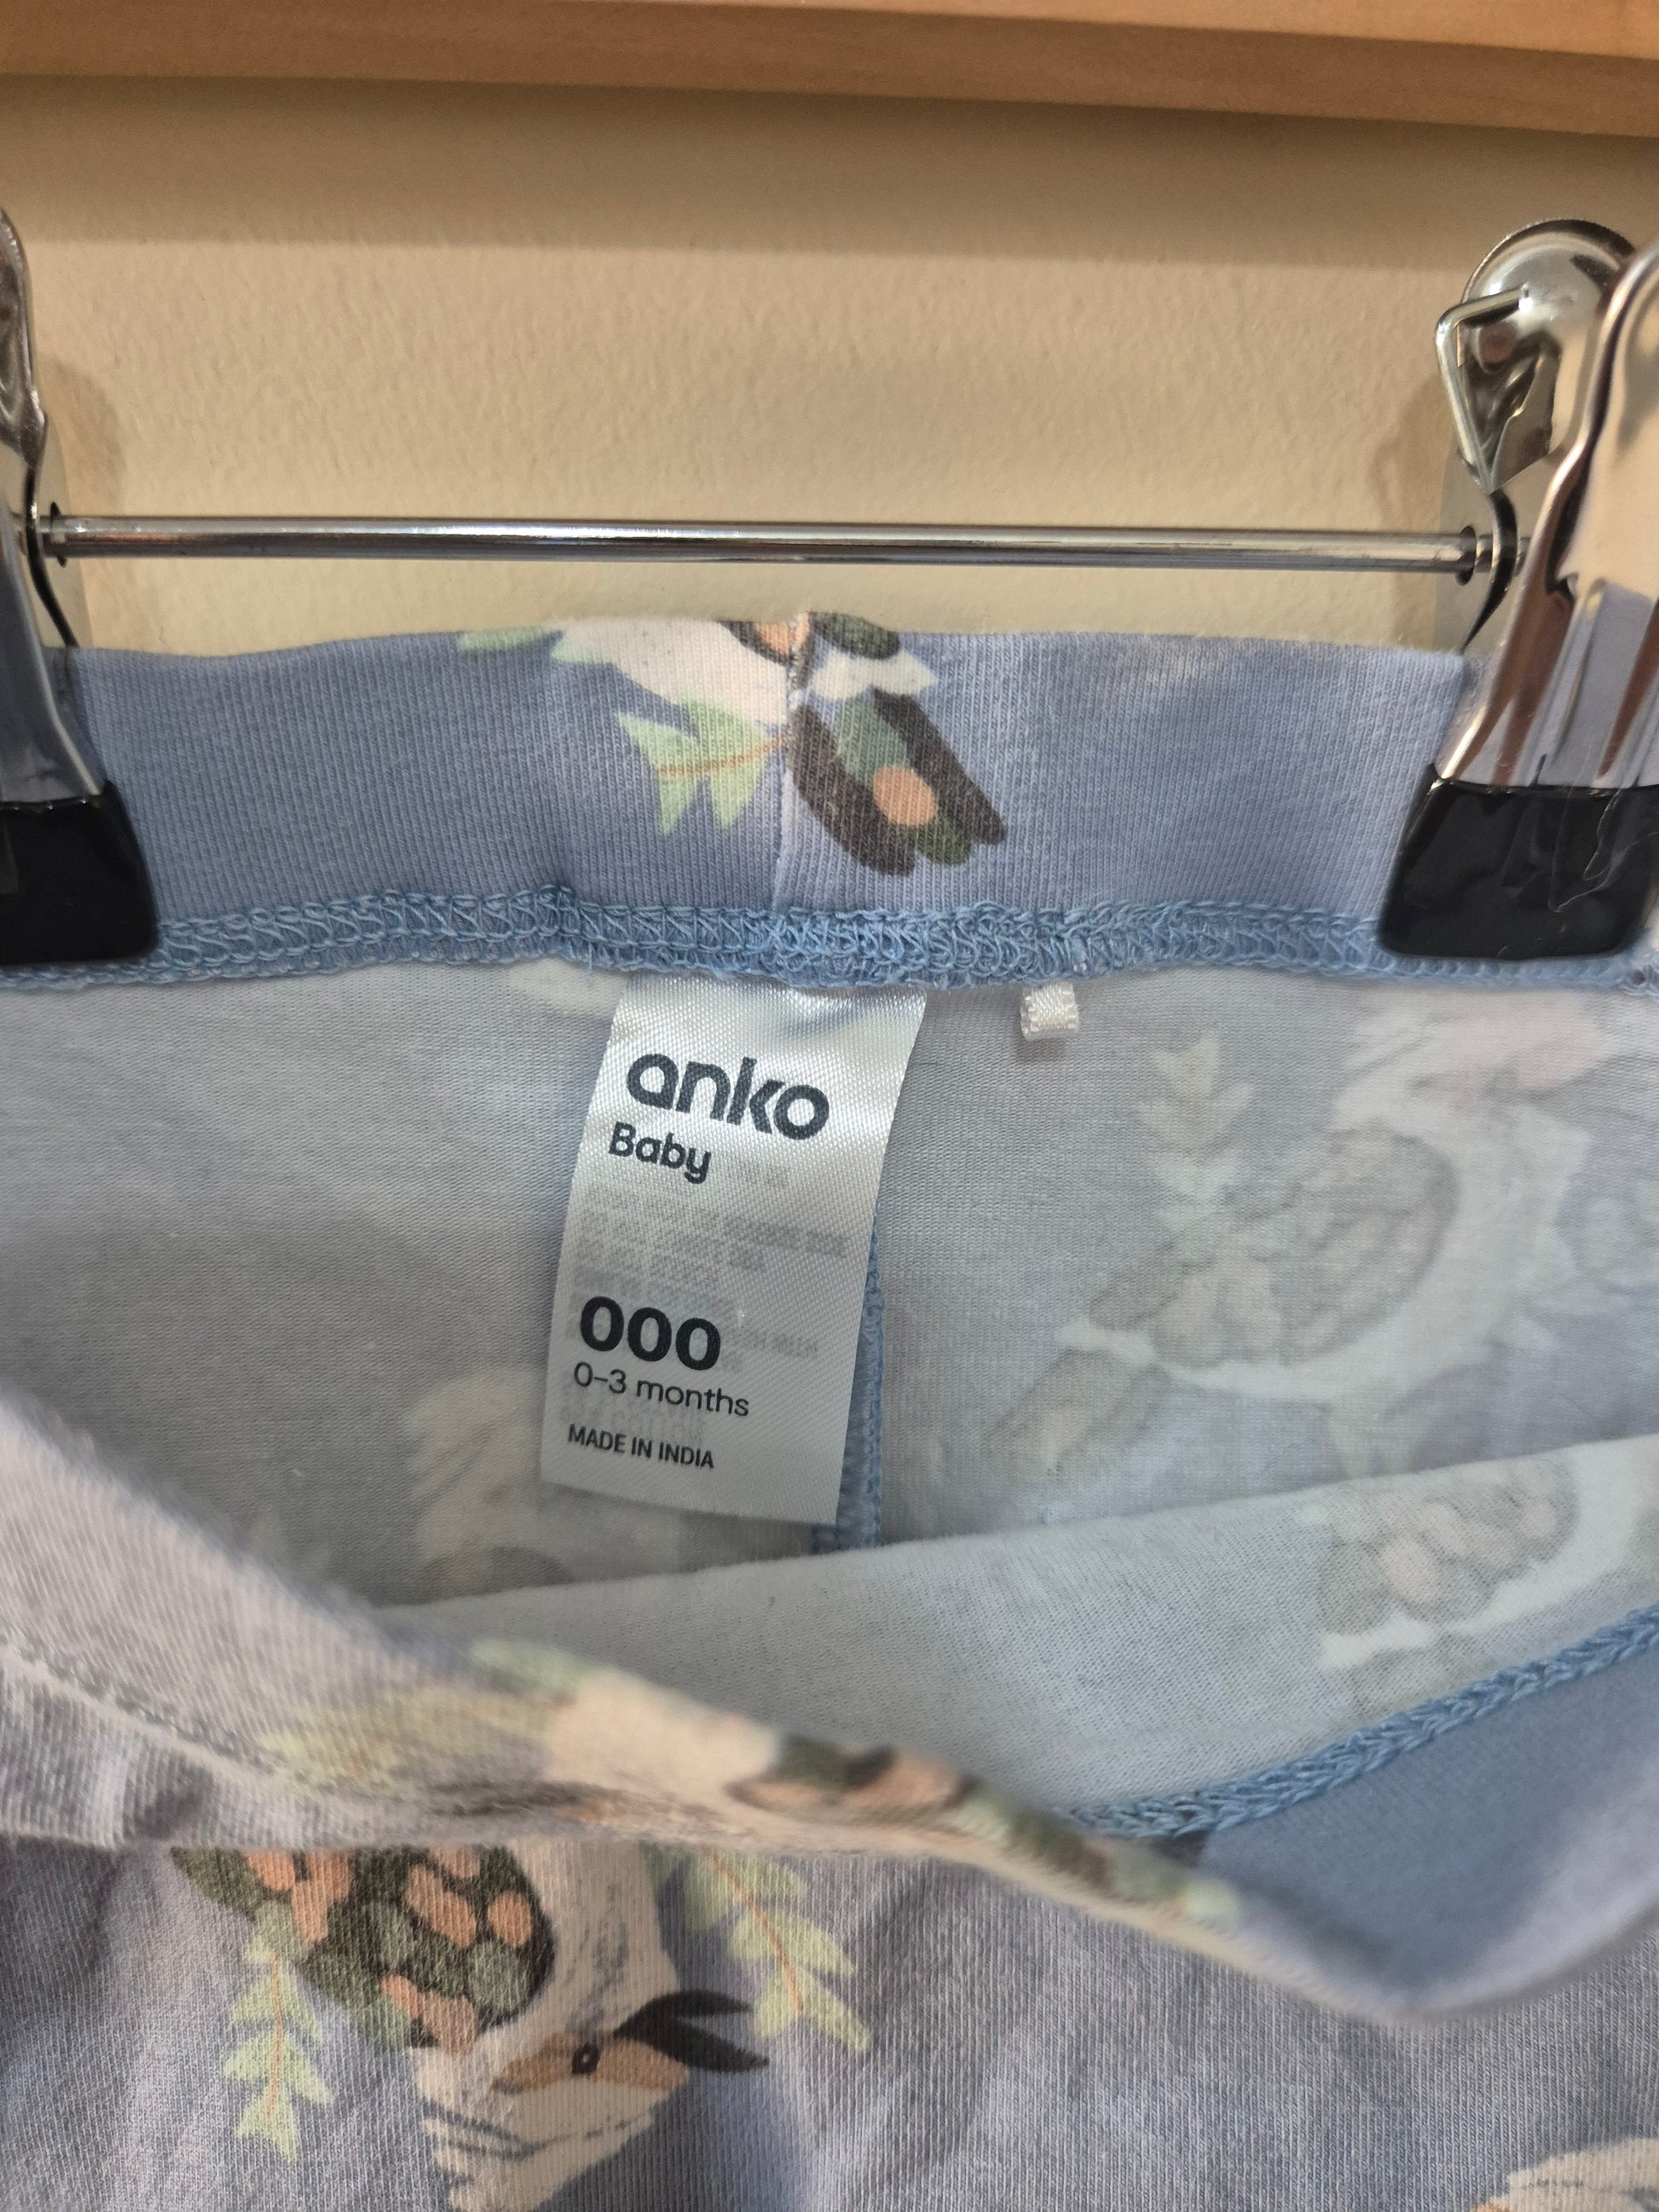 anko
Baby
000
0-3 months
MADE IN INDIA